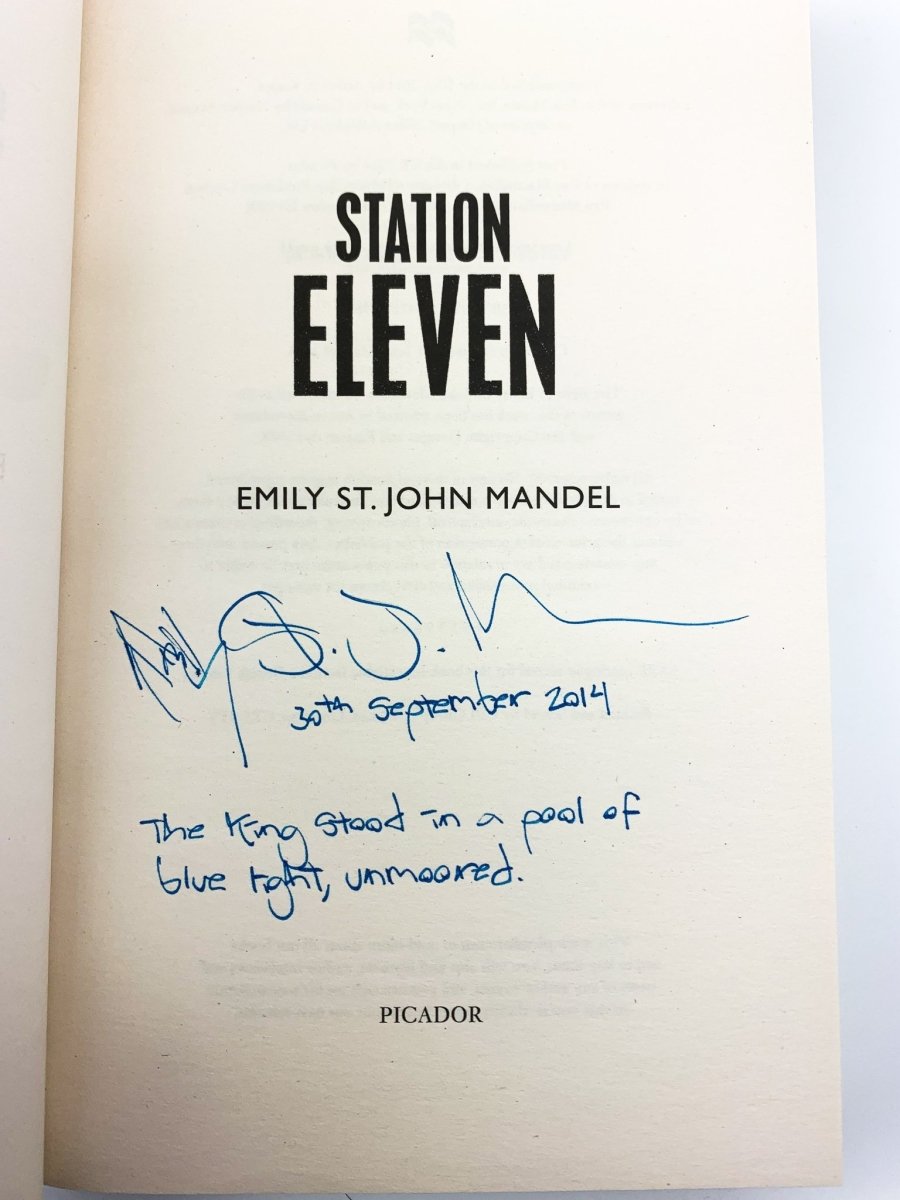 STATION
ELEVEN
EMILY ST. JOHN MANDEL
30th September 2014
The King stood in a pool of
blue light, unmoored.
PICADOR